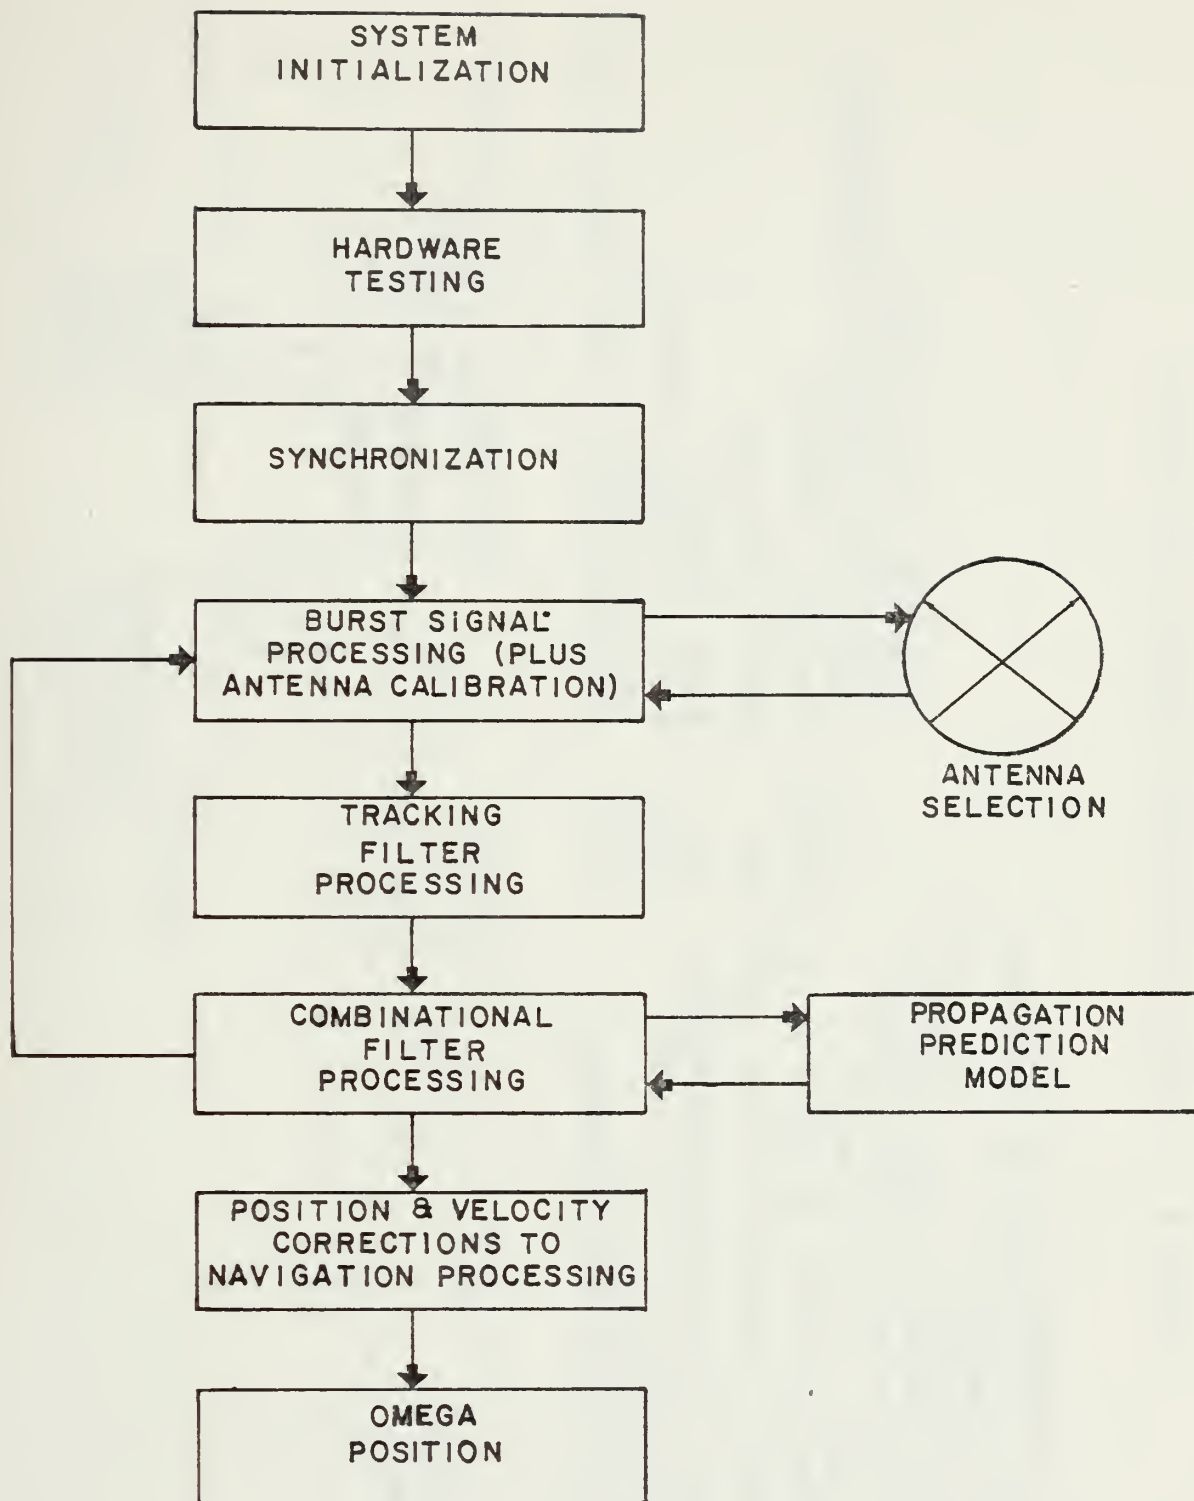 SYSTEM
INITIALIZATION
HARDWARE
TESTING
SYNCHRONIZATION
BURST SIGNAL
PROCESSING (PLUS
ANTENNA CALIBRATION)
ANTENNA
SELECTION
TRACKING
FILTER
PROCESSING
COMBINATIONAL
FILTER
PROCESSING
PROPAGATION
PREDICTION
MODEL
POSITION & VELOCITY
CORRECTIONS TO
NAVIGATION PROCESSING
OMEGA
POSITION